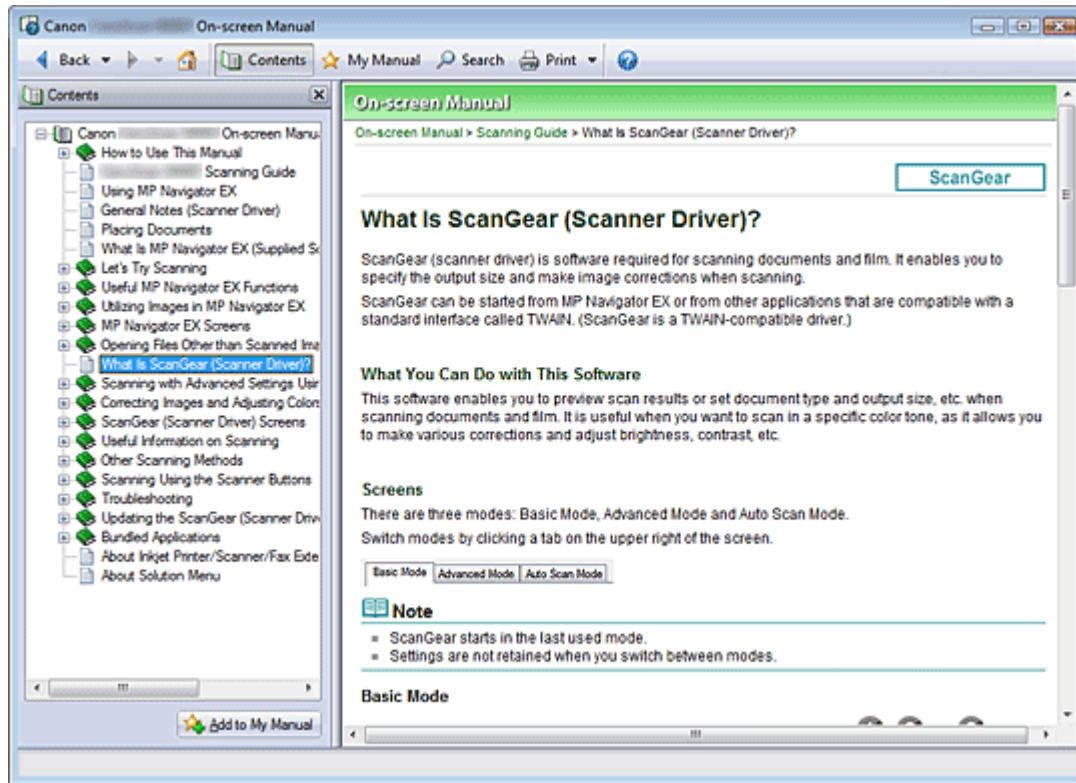 Canon On-screen Manual
Back Contents My Manual Search Print
Contents
Canon On-screen Manu
How to Use This Manual
Scanning Guide
Using MP Navigator EX
General Notes (Scanner Driver)
Placing Documents
What Is MP Navigator EX (Supplied So
Let's Try Scanning
Useful MP Navigator EX Functions
Utilizing Images in MP Navigator EX
MP Navigator EX Screens
Opening Files Other than Scanned Ima
What Is ScanGear (Scanner Driver)?
Scanning with Advanced Settings Usin
Correcting Images and Adjusting Colors
ScanGear (Scanner Driver) Screens
Useful Information on Scanning
Other Scanning Methods
Scanning Using the Scanner Buttons
Troubleshooting
Updating the ScanGear (Scanner Driv
Bundled Applications
About Inkjet Printer/Scanner/Fax Exte
About Solution Menu
Add to My Manual
On-screen Manual
On-screen Manual > Scanning Guide > What Is ScanGear (Scanner Driver)?
ScanGear
What Is ScanGear (Scanner Driver)?
ScanGear (scanner driver) is software required for scanning documents and film. It enables you to
specify the output size and make image corrections when scanning.
ScanGear can be started from MP Navigator EX or from other applications that are compatible with a
standard interface called TWAIN. (ScanGear is a TWAIN-compatible driver.)
What You Can Do with This Software
This software enables you to preview scan results or set document type and output size, etc. when
scanning documents and film. It is useful when you want to scan in a specific color tone, as it allows you
to make various corrections and adjust brightness, contrast, etc.
Screens
There are three modes: Basic Mode, Advanced Mode and Auto Scan Mode.
Switch modes by clicking a tab on the upper right of the screen.
Basic Mode Advanced Mode Auto Scan Mode
Note
ScanGear starts in the last used mode.
Settings are not retained when you switch between modes.
Basic Mode